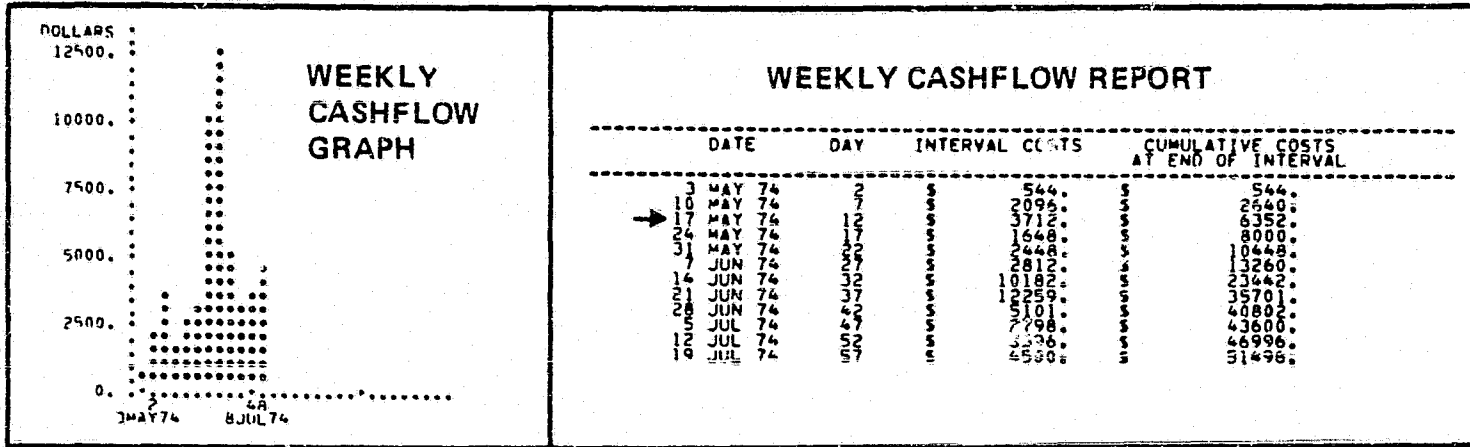 DOLLARS
12500.
10000.
7500.
5000.
2500.
0.
2
48
3MAY74
8JUL74
WEEKLY
CASHFLOW
GRAPH
WEEKLY CASHFLOW REPORT
DATE DAY INTERVAL COSTS CUMULATIVE COSTS
AT END OF INTERVAL
3 MAY 74 2 $ 544. $ 544.
10 MAY 74 7 $ 2096. $ 2640.
17 MAY 74 12 $ 3712. $ 6352.
24 MAY 74 17 $ 1648. $ 8000.
31 MAY 74 22 $ 2448. $ 10448.
7 JUN 74 27 $ 2812. $ 13260.
14 JUN 74 32 $ 10182. $ 23442.
21 JUN 74 37 $ 12259. $ 35701.
28 JUN 74 42 $ 5101. $ 40802.
5 JUL 74 47 $ 2798. $ 43600.
12 JUL 74 52 $ 3396. $ 46996.
19 JUL 74 57 $ 4500. $ 51496.